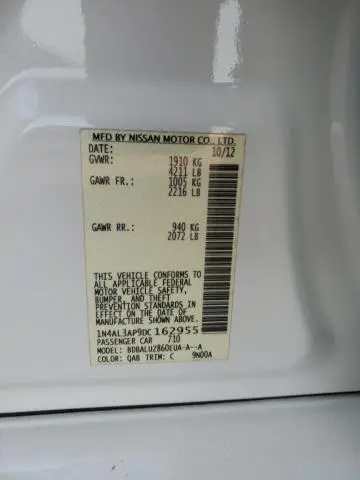 MFD BY NISSAN MOTOR CO., LTD.
DATE: 10/12
GVWR: 1910 KG
4211 LB
GAWR FR.: 1005 KG
2216 LB
GAWR RR.: 940 KG
2072 LB
THIS VEHICLE CONFORMS TO
ALL APPLICABLE FEDERAL
MOTOR VEHICLE SAFETY,
BUMPER, AND THEFT
PREVENTION STANDARDS
IN EFFECT ON THE DATE OF
MANUFACTURE SHOWN ABOVE.
1N4AL3AP9DC162955
PASSENGER CAR 710
MODEL: BDBALUZ860EUA-A--A
COLOR: QAB TRIM: C 9N00A